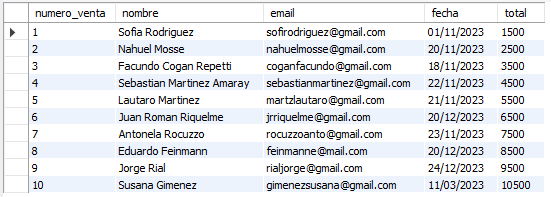 numero_venta nombre email fecha total
1 Sofia Rodriguez sofirodriguez@gmail.com 01/11/2023 1500
2 Nahuel Mosse nahuelmosse@gmail.com 20/11/2023 2500
3 Facundo Cogan Repetti coganfacundo@gmail.com 18/11/2023 3500
4 Sebastian Martinez Amaray sebastianmartinez@gmail.com 22/11/2023 4500
5 Lautaro Martinez martzlautaro@gmail.com 21/11/2023 5500
6 Juan Roman Riquelme jrriquelme@gmail.com 20/12/2023 6500
7 Antonela Rocuzzo rocuzzoanto@gmail.com 23/11/2023 7500
8 Eduardo Feinmann feinmanne@mail.com 20/12/2023 8500
9 Jorge Rial rialjorge@gmail.com 24/12/2023 9500
10 Susana Gimenez gimenezsusana@gmail.com 11/03/2023 10500